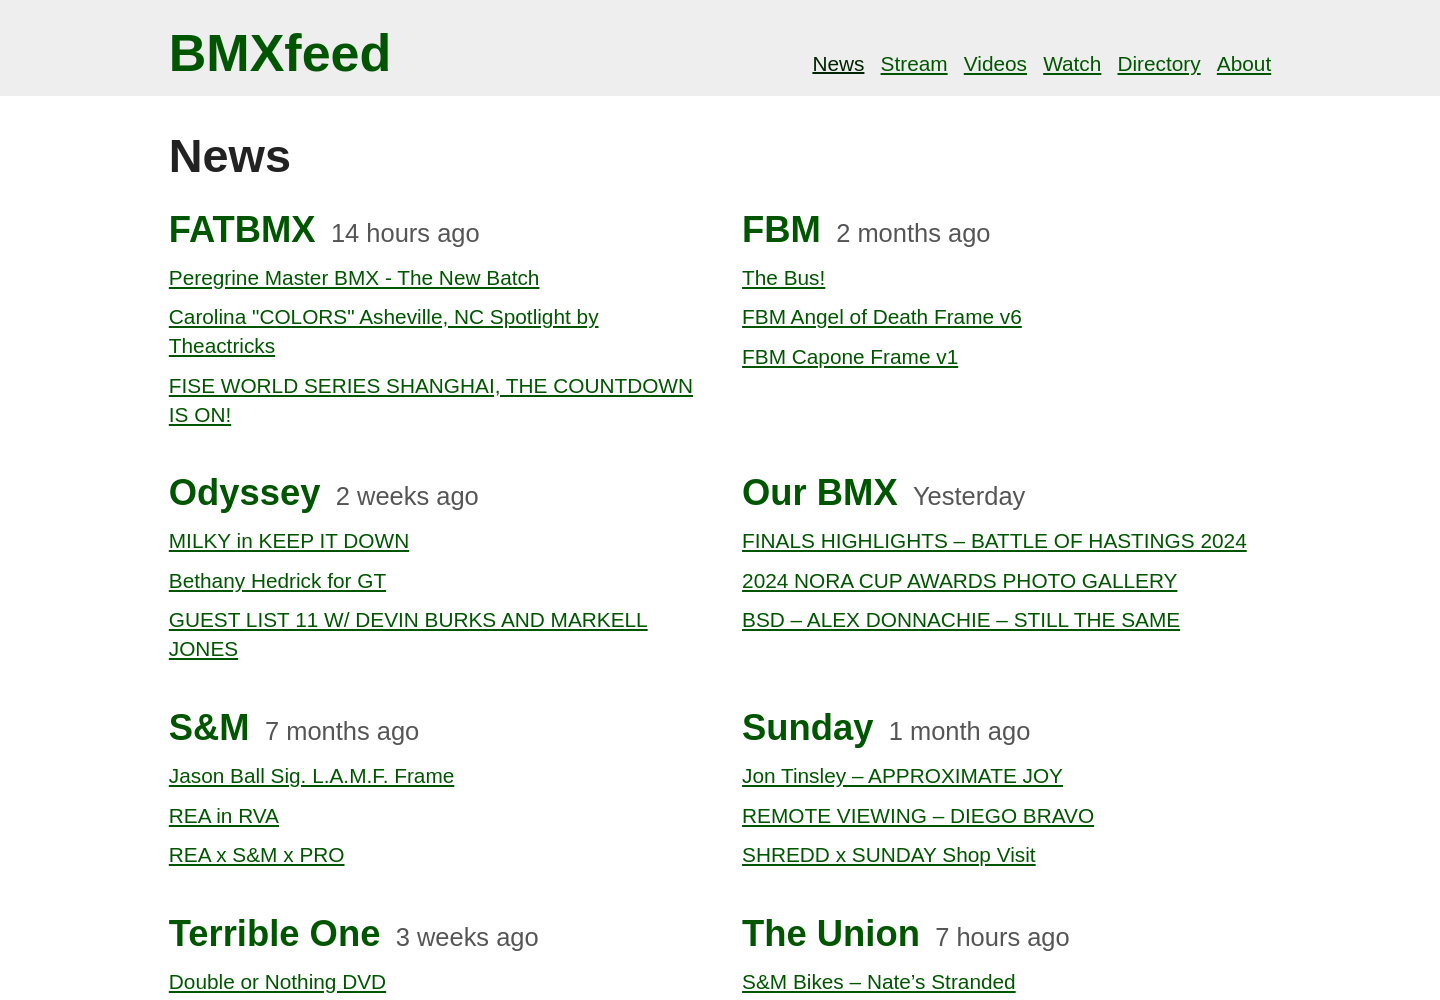 BMXfeed
News Stream Videos Watch Directory About
News
FATBMX 14 hours ago
Peregrine Master BMX - The New Batch
Carolina "COLORS" Asheville, NC Spotlight by
Theactricks
FISE WORLD SERIES SHANGHAI, THE COUNTDOWN
IS ON!
FBM 2 months ago
The Bus!
FBM Angel of Death Frame v6
FBM Capone Frame v1
Odyssey 2 weeks ago
MILKY in KEEP IT DOWN
Bethany Hedrick for GT
GUEST LIST 11 W/ DEVIN BURKS AND MARKELL
JONES
Our BMX Yesterday
FINALS HIGHLIGHTS – BATTLE OF HASTINGS 2024
2024 NORA CUP AWARDS PHOTO GALLERY
BSD – ALEX DONNACHIE – STILL THE SAME
S&M 7 months ago
Jason Ball Sig. L.A.M.F. Frame
REA in RVA
REA x S&M x PRO
Sunday 1 month ago
Jon Tinsley – APPROXIMATE JOY
REMOTE VIEWING – DIEGO BRAVO
SHREDD x SUNDAY Shop Visit
Terrible One 3 weeks ago
Double or Nothing DVD
The Union 7 hours ago
S&M Bikes – Nate’s Stranded